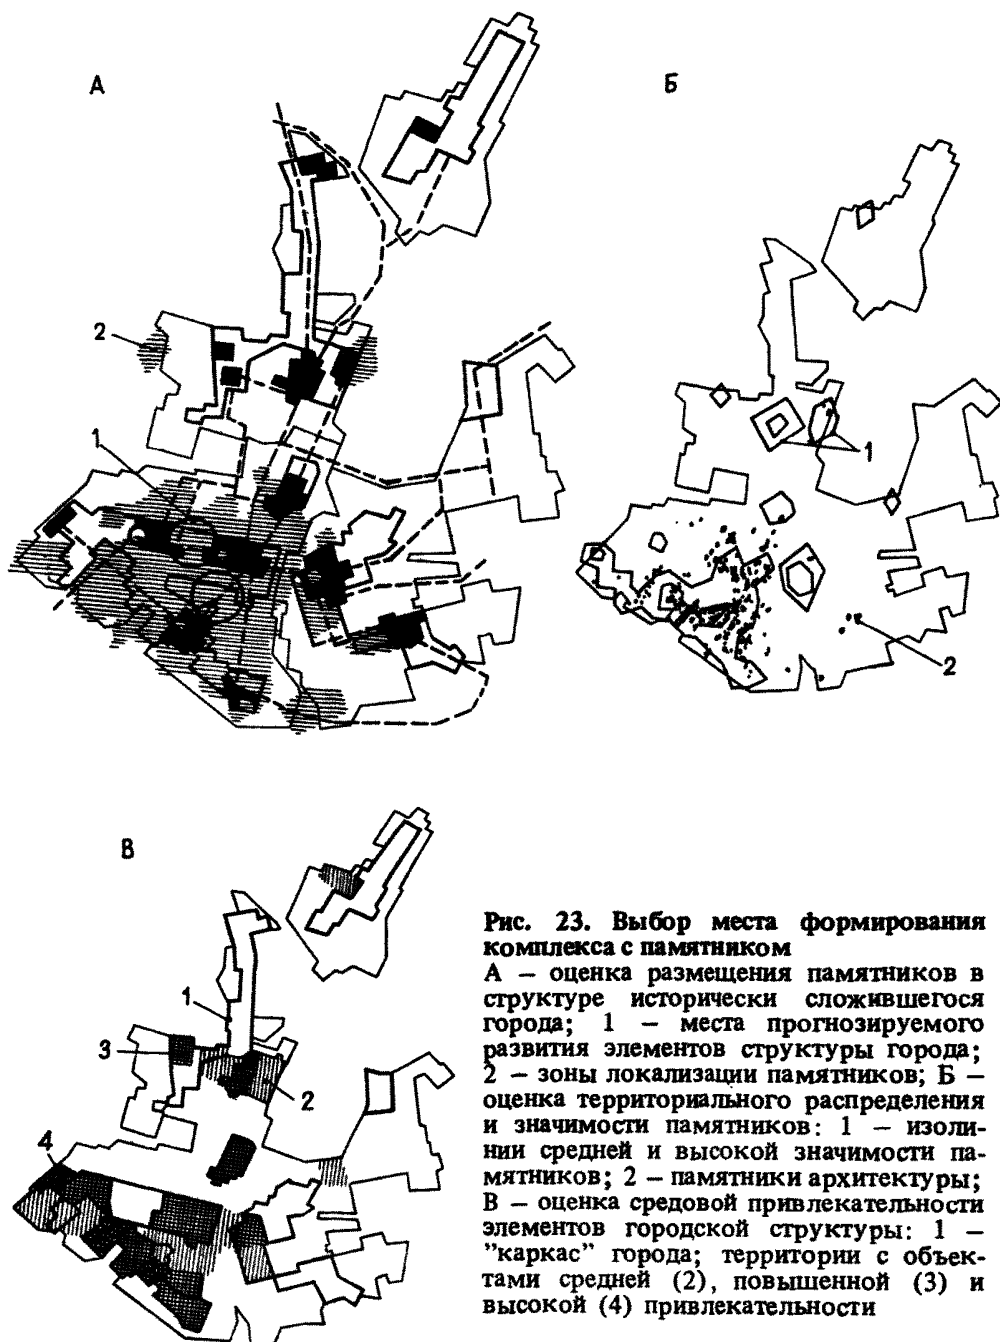 А
Б
2
1
1
2
В
1
3
2
4
Рис. 23. Выбор места формирования
комплекса с памятником
А — оценка размещения памятников в
структуре исторически сложившегося
города; 1 — места прогнозируемого
развития элементов структуры города;
2 — зоны локализации памятников; Б —
оценка территориального распределения
и значимости памятников: 1 — изоли-
нии средней и высокой значимости па-
мятников; 2 — памятники архитектуры;
В — оценка средовой привлекательности
элементов городской структуры: 1 —
"каркас" города; территории с объек-
тами средней (2), повышенной (3) и
высокой (4) привлекательности